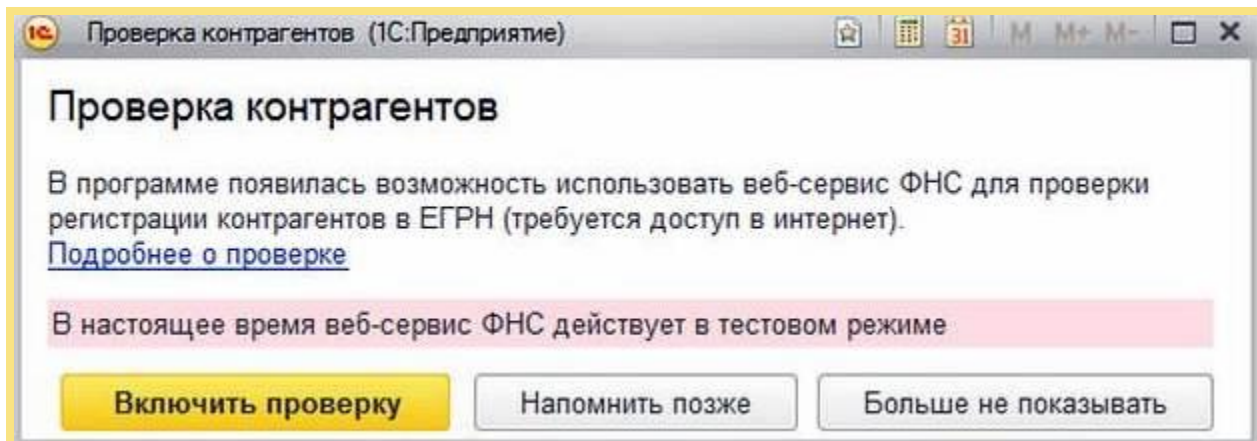 1С Проверка контрагентов (1С:Предприятие) 31 M M+ M-
Проверка контрагентов
В программе появилась возможность использовать веб-сервис ФНС для проверки
регистрации контрагентов в ЕГРН (требуется доступ в интернет).
Подробнее о проверке
В настоящее время веб-сервис ФНС действует в тестовом режиме
Включить проверку Напомнить позже Больше не показывать